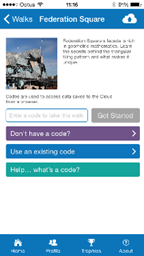 Optus
11:16
Walks
Federation Square
Federation Square's facade is rich
in geometric mathematics. Learn
the secrets behind the triangular
tiling pattern and what makes it
unique.
Codes are used to access data saved to the Cloud
from a browser.
Enter a code to take the walk
Get Started
Don't have a code?
Use an existing code
Help... what's a code?
Home
Profile
Trophies
About